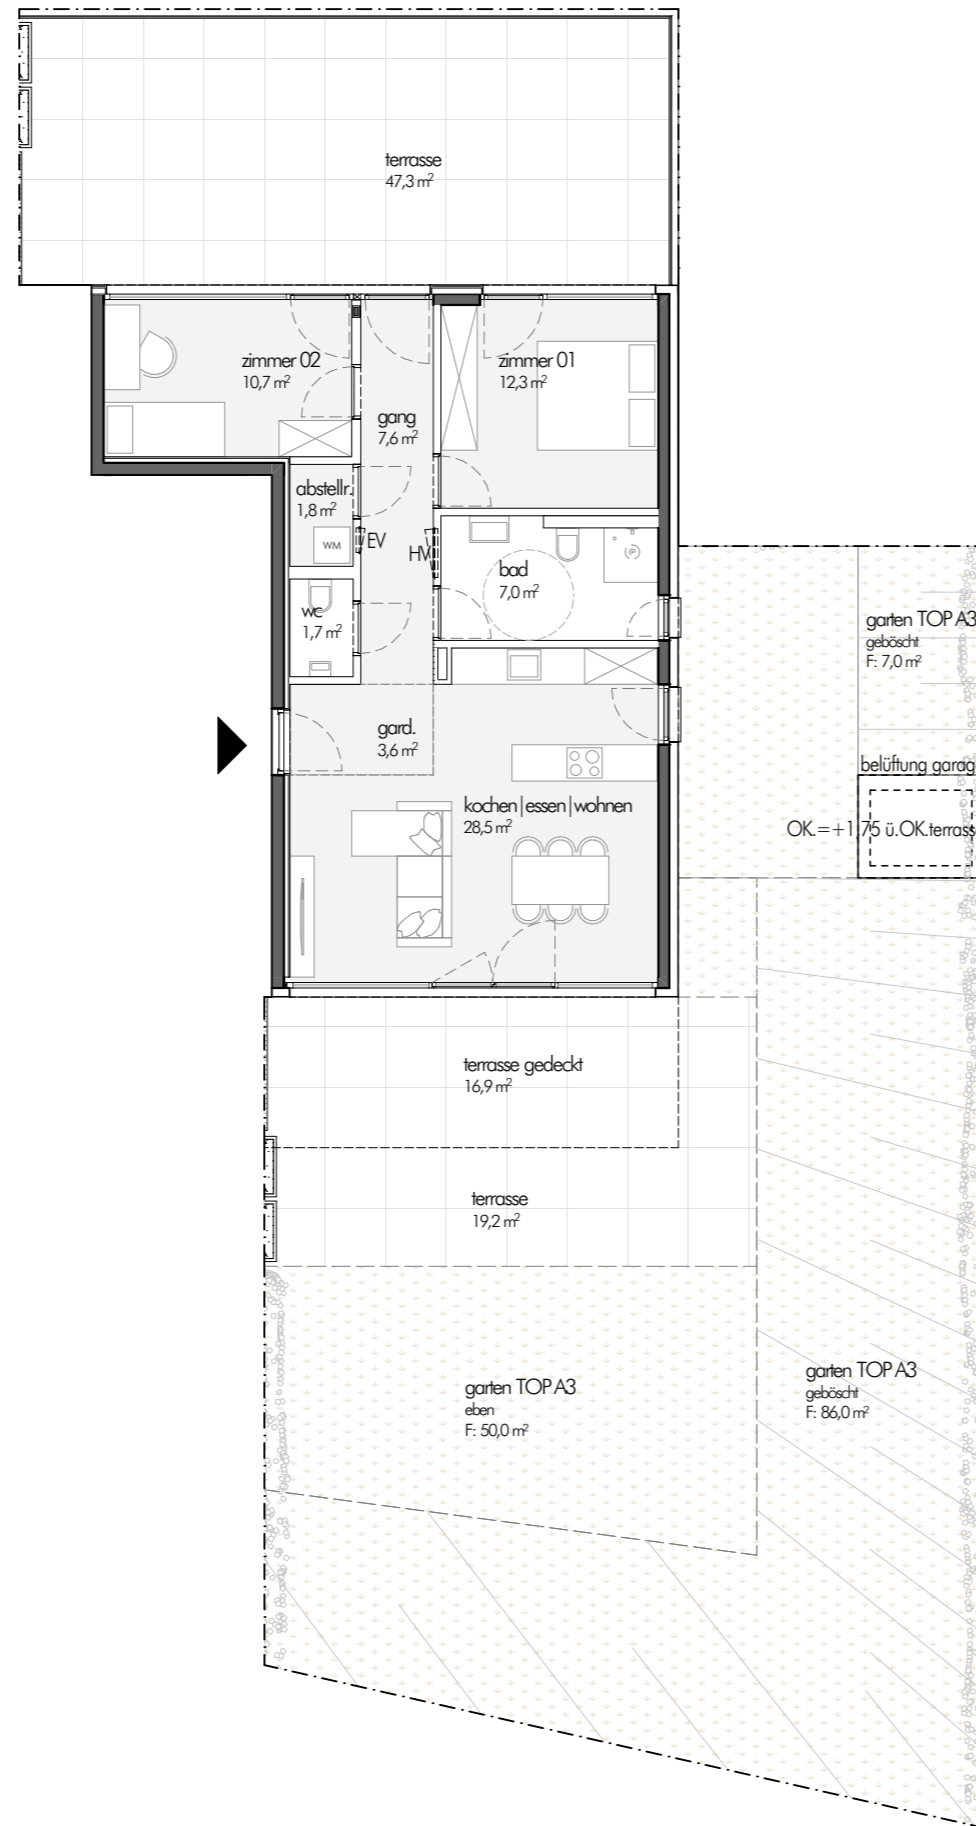 terrasse
47,3 m²
zimmer 02
10,7 m²
zimmer 01
12,3 m²
gang
7,6 m²
abstellr.
1,8 m²
WM
EV
HV
bad
7,0 m²
wc
1,7 m²
garten TOP A3
geböscht
F: 7,0 m²
gard.
3,6 m²
belüftung garag
kochen|essen|wohnen
28,5 m²
OK.=+1,75 ü.OK.terrass
terrasse gedeckt
16,9 m²
terrasse
19,2 m²
garten TOP A3
eben
F: 50,0 m²
garten TOP A3
geböscht
F: 86,0 m²